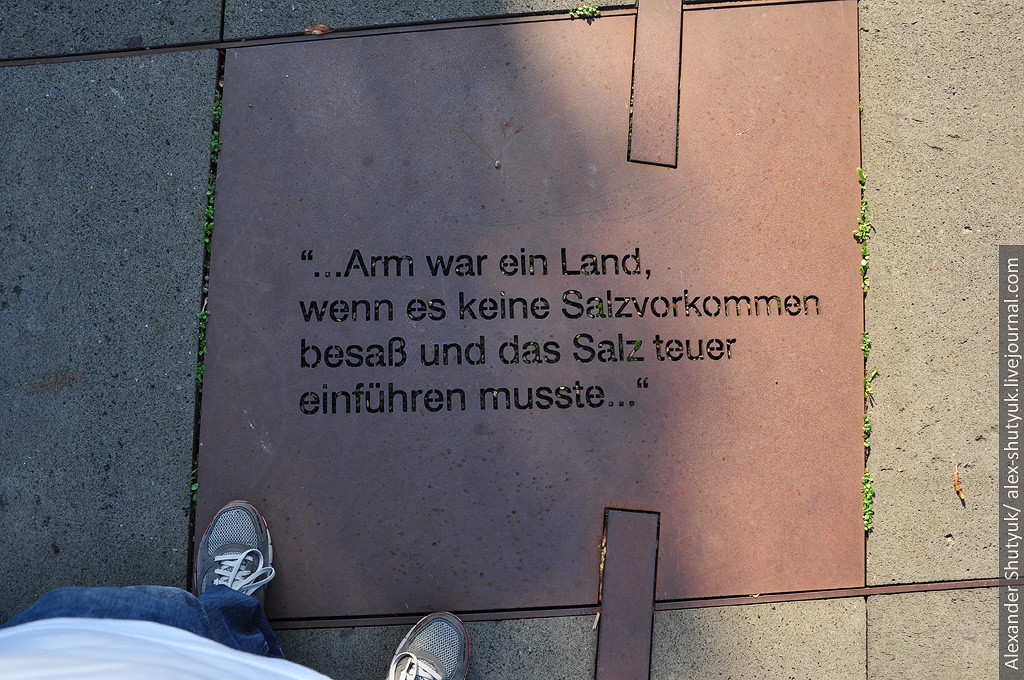 “...Arm war ein Land,
wenn es keine Salzvorkommen
besaß und das Salz teuer
einführen musste...“
Alexander Shutyuk/ alex-shutyuk.livejournal.com